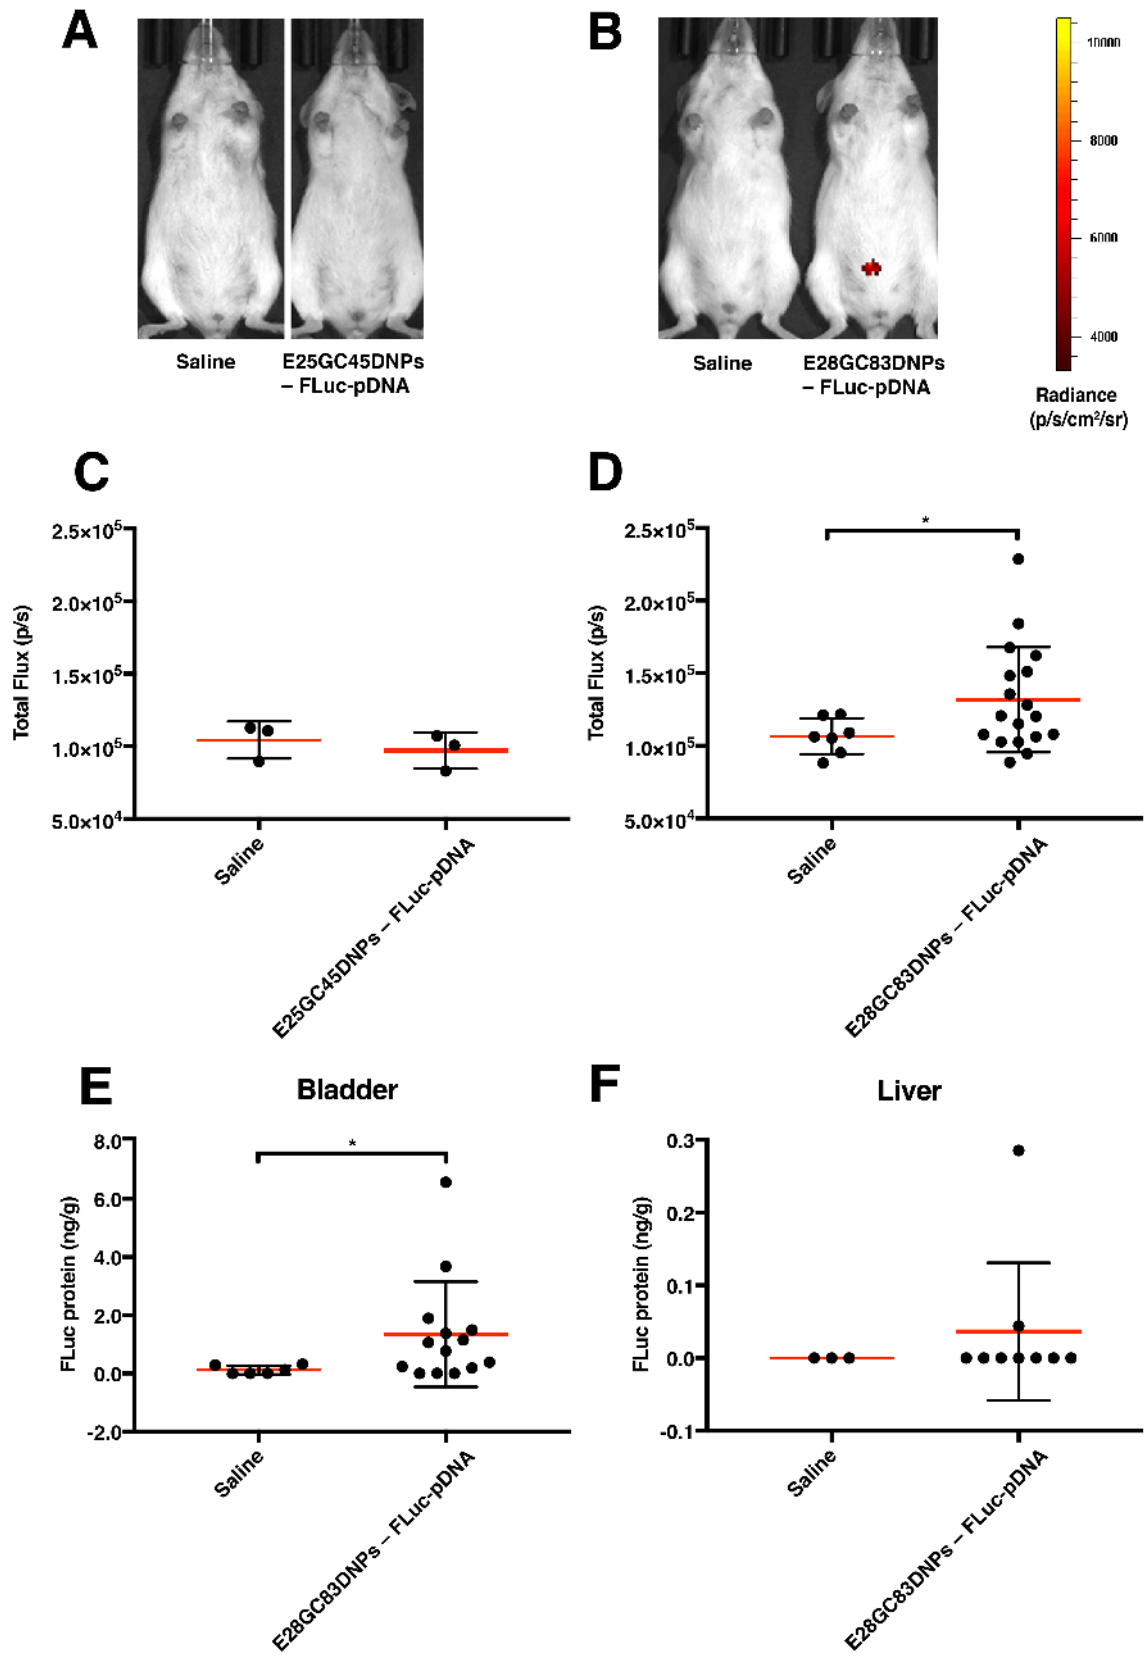 A
B
10000
8000
6000
4000
Saline
E25GC45DNPs
– FLuc-pDNA
Saline
E28GC83DNPs
– FLuc-pDNA
Radiance
(p/s/cm²/sr)
C
D
2.5×10⁵
2.0×10⁵
1.5×10⁵
1.0×10⁵
5.0×10⁴
Total Flux (p/s)
Saline
E25GC45DNPs – FLuc-pDNA
*
2.5×10⁵
2.0×10⁵
1.5×10⁵
1.0×10⁵
5.0×10⁴
Total Flux (p/s)
Saline
E28GC83DNPs – FLuc-pDNA
E
Bladder
F
Liver
*
8.0
6.0
4.0
2.0
0.0
-2.0
FLuc protein (ng/g)
Saline
E28GC83DNPs – FLuc-pDNA
0.3
0.2
0.1
0.0
-0.1
FLuc protein (ng/g)
Saline
E28GC83DNPs – FLuc-pDNA